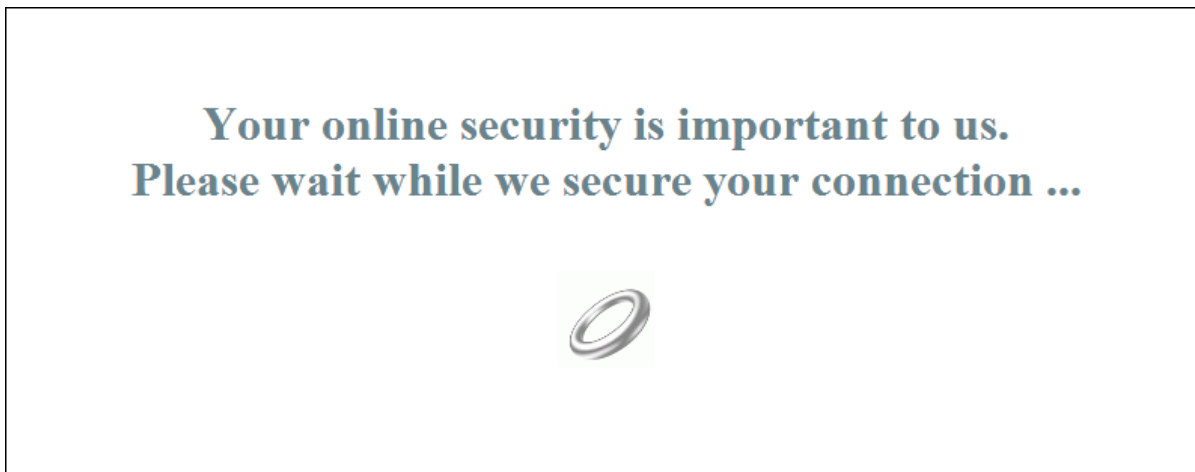 Your online security is important to us.
Please wait while we secure your connection ...